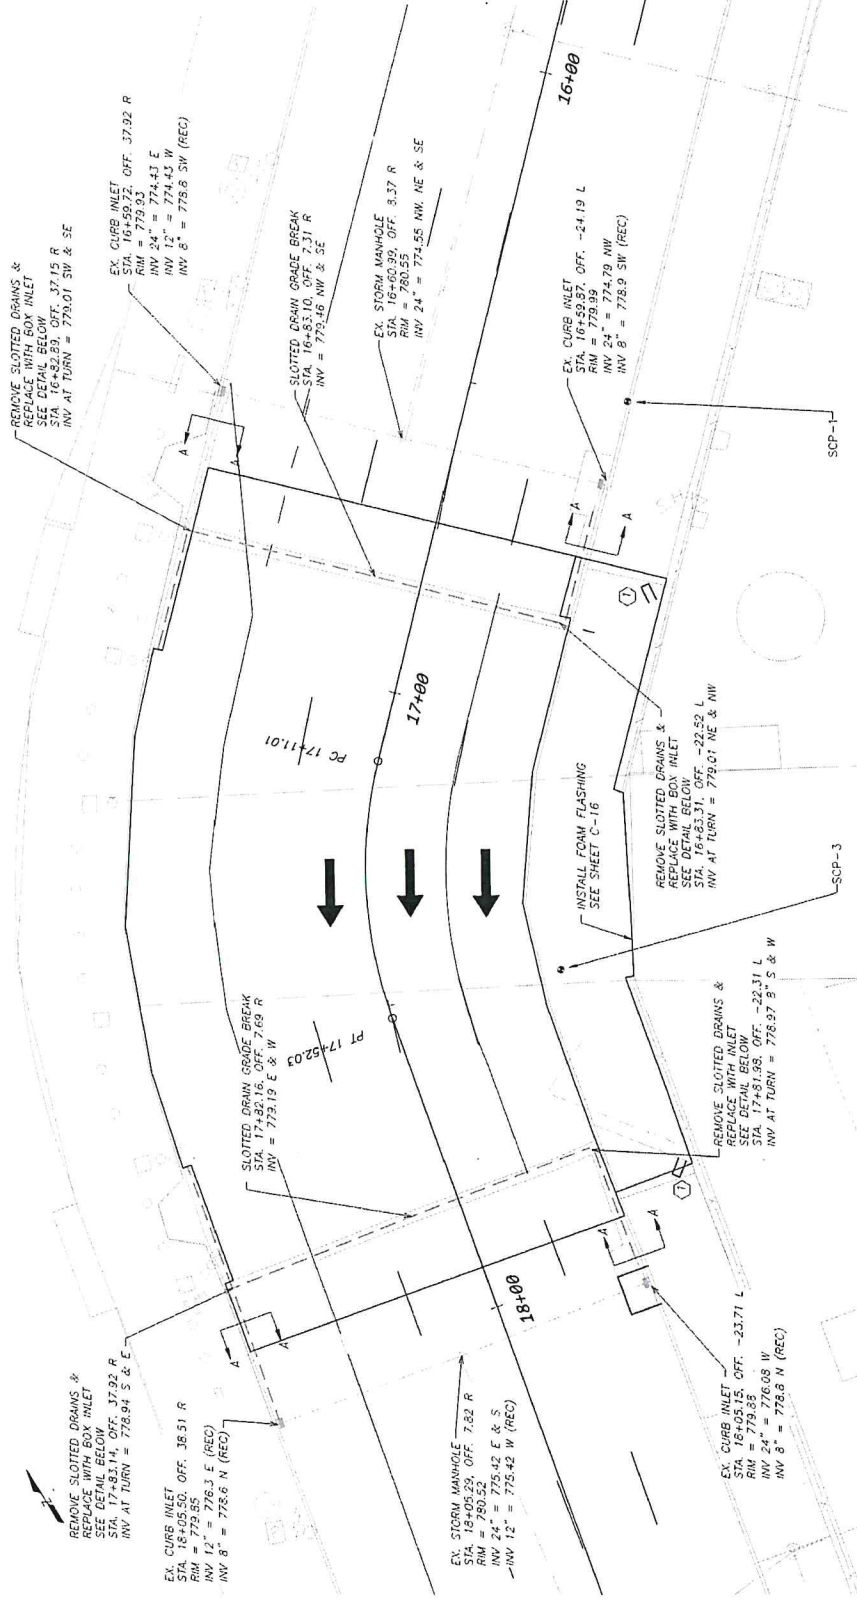 REMOVE SLOTTED DRAINS &
REPLACE WITH BOX INLET
SEE DETAIL BELOW
STA. 17+83.14, OFF. 37.92 R
INV AT TURN = 778.94 S & E
EX. CURB INLET
STA. 18+05.50, OFF. 38.51 R
RIM = 779.85
INV 12" = 776.3 E (REC)
INV 8" = 778.6 N (REC)
EX. STORM MANHOLE
STA. 18+05.29, OFF. 7.82 R
RIM = 780.52
INV 24" = 775.42 E & S
INV 12" = 775.42 W (REC)
EX. CURB INLET
STA. 18+05.15, OFF. -23.71 L
RIM = 779.88
INV 24" = 776.08 W
INV 8" = 778.8 N (REC)
SLOTTED DRAIN GRADE BREAK
STA. 17+82.16, OFF. 7.69 R
INV = 779.19 E & W
REMOVE SLOTTED DRAINS &
REPLACE WITH INLET
SEE DETAIL BELOW
STA. 17+81.98, OFF. -22.31 L
INV AT TURN = 778.97 8" S & W
18+00
PT 17+52.03
PC 17+11.01
17+00
INSTALL FOAM FLASHING
SEE SHEET C-16
SCP-3
REMOVE SLOTTED DRAINS &
REPLACE WITH BOX INLET
SEE DETAIL BELOW
STA. 16+83.31, OFF. -22.52 L
INV AT TURN = 779.01 NE & NW
REMOVE SLOTTED DRAINS &
REPLACE WITH BOX INLET
SEE DETAIL BELOW
STA. 16+82.89, OFF. 37.15 R
INV AT TURN = 779.01 SW & SE
EX. CURB INLET
STA. 16+59.72, OFF. 37.92 R
RIM = 779.93
INV 24" = 774.43 E
INV 12" = 774.43 W
INV 8" = 778.8 SW (REC)
SLOTTED DRAIN GRADE BREAK
STA. 16+83.10, OFF. 7.31 R
INV = 779.46 NW & SE
EX. STORM MANHOLE
STA. 16+60.99, OFF. 8.37 R
RIM = 780.55
INV 24" = 774.55 NW, NE & SE
EX. CURB INLET
STA. 16+59.87, OFF. -24.19 L
RIM = 779.99
INV 24" = 774.79 NW
INV 8" = 778.9 SW (REC)
16+00
SCP-1
A
A
A
A
A
A
A
A
1
1